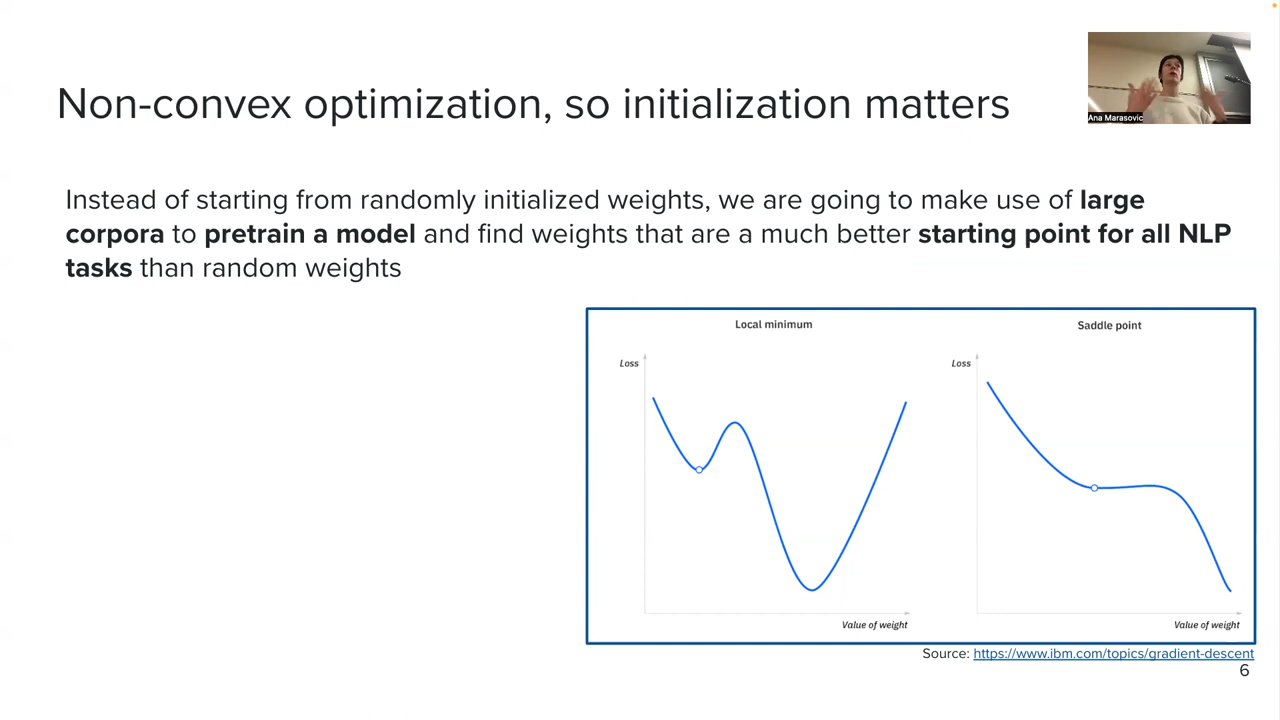 Ana Marasovic
Non-convex optimization, so initialization matters
Instead of starting from randomly initialized weights, we are going to make use of large
corpora to pretrain a model and find weights that are a much better starting point for all NLP
tasks than random weights
Local minimum
Loss
Value of weight
Saddle point
Loss
Value of weight
Source: https://www.ibm.com/topics/gradient-descent
6